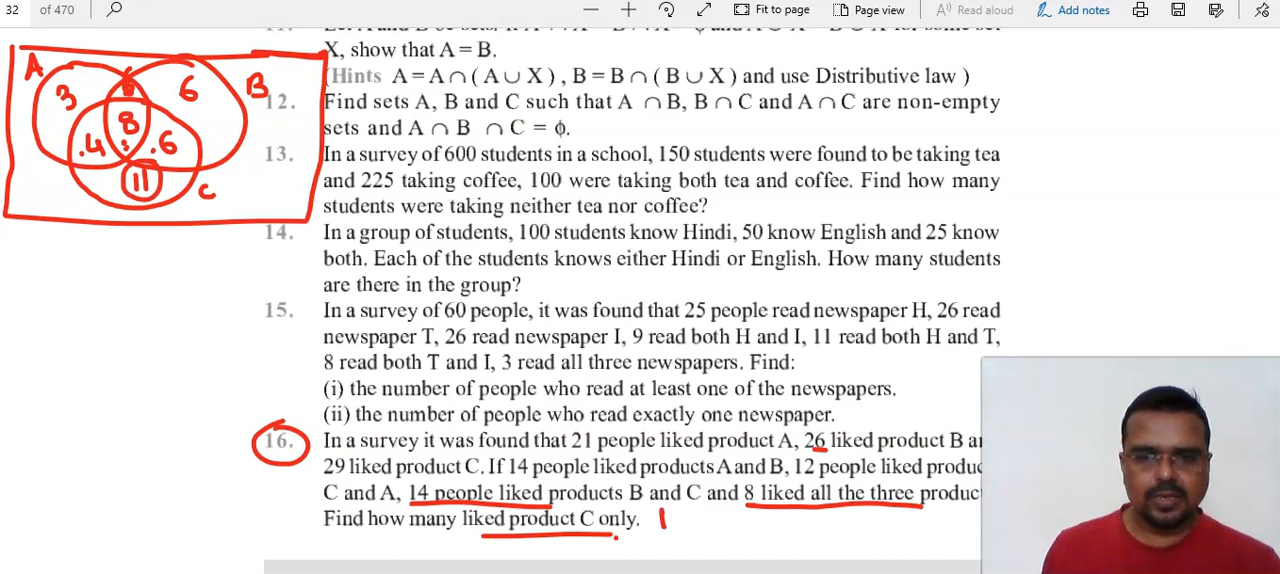 32 of 470 Fit to page Page view Read aloud Add notes
X, show that A = B.
(Hints A = A ∩ ( A ∪ X ) , B = B ∩ ( B ∪ X ) and use Distributive law )
12. Find sets A, B and C such that A ∩ B, B ∩ C and A ∩ C are non-empty
sets and A ∩ B ∩ C = ϕ.
13. In a survey of 600 students in a school, 150 students were found to be taking tea
and 225 taking coffee, 100 were taking both tea and coffee. Find how many
students were taking neither tea nor coffee?
14. In a group of students, 100 students know Hindi, 50 know English and 25 know
both. Each of the students knows either Hindi or English. How many students
are there in the group?
15. In a survey of 60 people, it was found that 25 people read newspaper H, 26 read
newspaper T, 26 read newspaper I, 9 read both H and I, 11 read both H and T,
8 read both T and I, 3 read all three newspapers. Find:
(i) the number of people who read at least one of the newspapers.
(ii) the number of people who read exactly one newspaper.
16. In a survey it was found that 21 people liked product A, 26 liked product B
29 liked product C. If 14 people liked products A and B, 12 people liked
C and A, 14 people liked products B and C and 8 liked all the three
Find how many liked product C only.
A
B
C
3
6
6
8
4
6
11